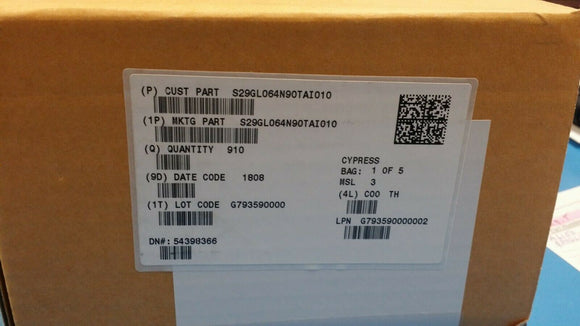 (P) CUST PART S29GL064N90TAI010
(1P) MKTG PART S29GL064N90TAI010
(Q) QUANTITY 910
CYPRESS
BAG: 1 OF 5
(9D) DATE CODE 1808
MSL 3
(4L) COO TH
(1T) LOT CODE G793590000
LPN G793590000002
DN#: 54398366